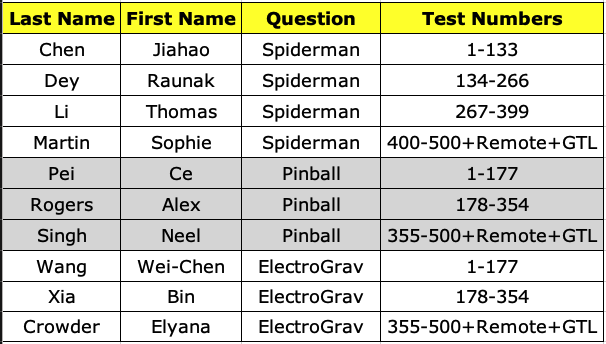 Last Name First Name Question Test Numbers
Chen Jiahao Spiderman 1-133
Dey Raunak Spiderman 134-266
Li Thomas Spiderman 267-399
Martin Sophie Spiderman 400-500+Remote+GTL
Pei Ce Pinball 1-177
Rogers Alex Pinball 178-354
Singh Neel Pinball 355-500+Remote+GTL
Wang Wei-Chen ElectroGrav 1-177
Xia Bin ElectroGrav 178-354
Crowder Elyana ElectroGrav 355-500+Remote+GTL